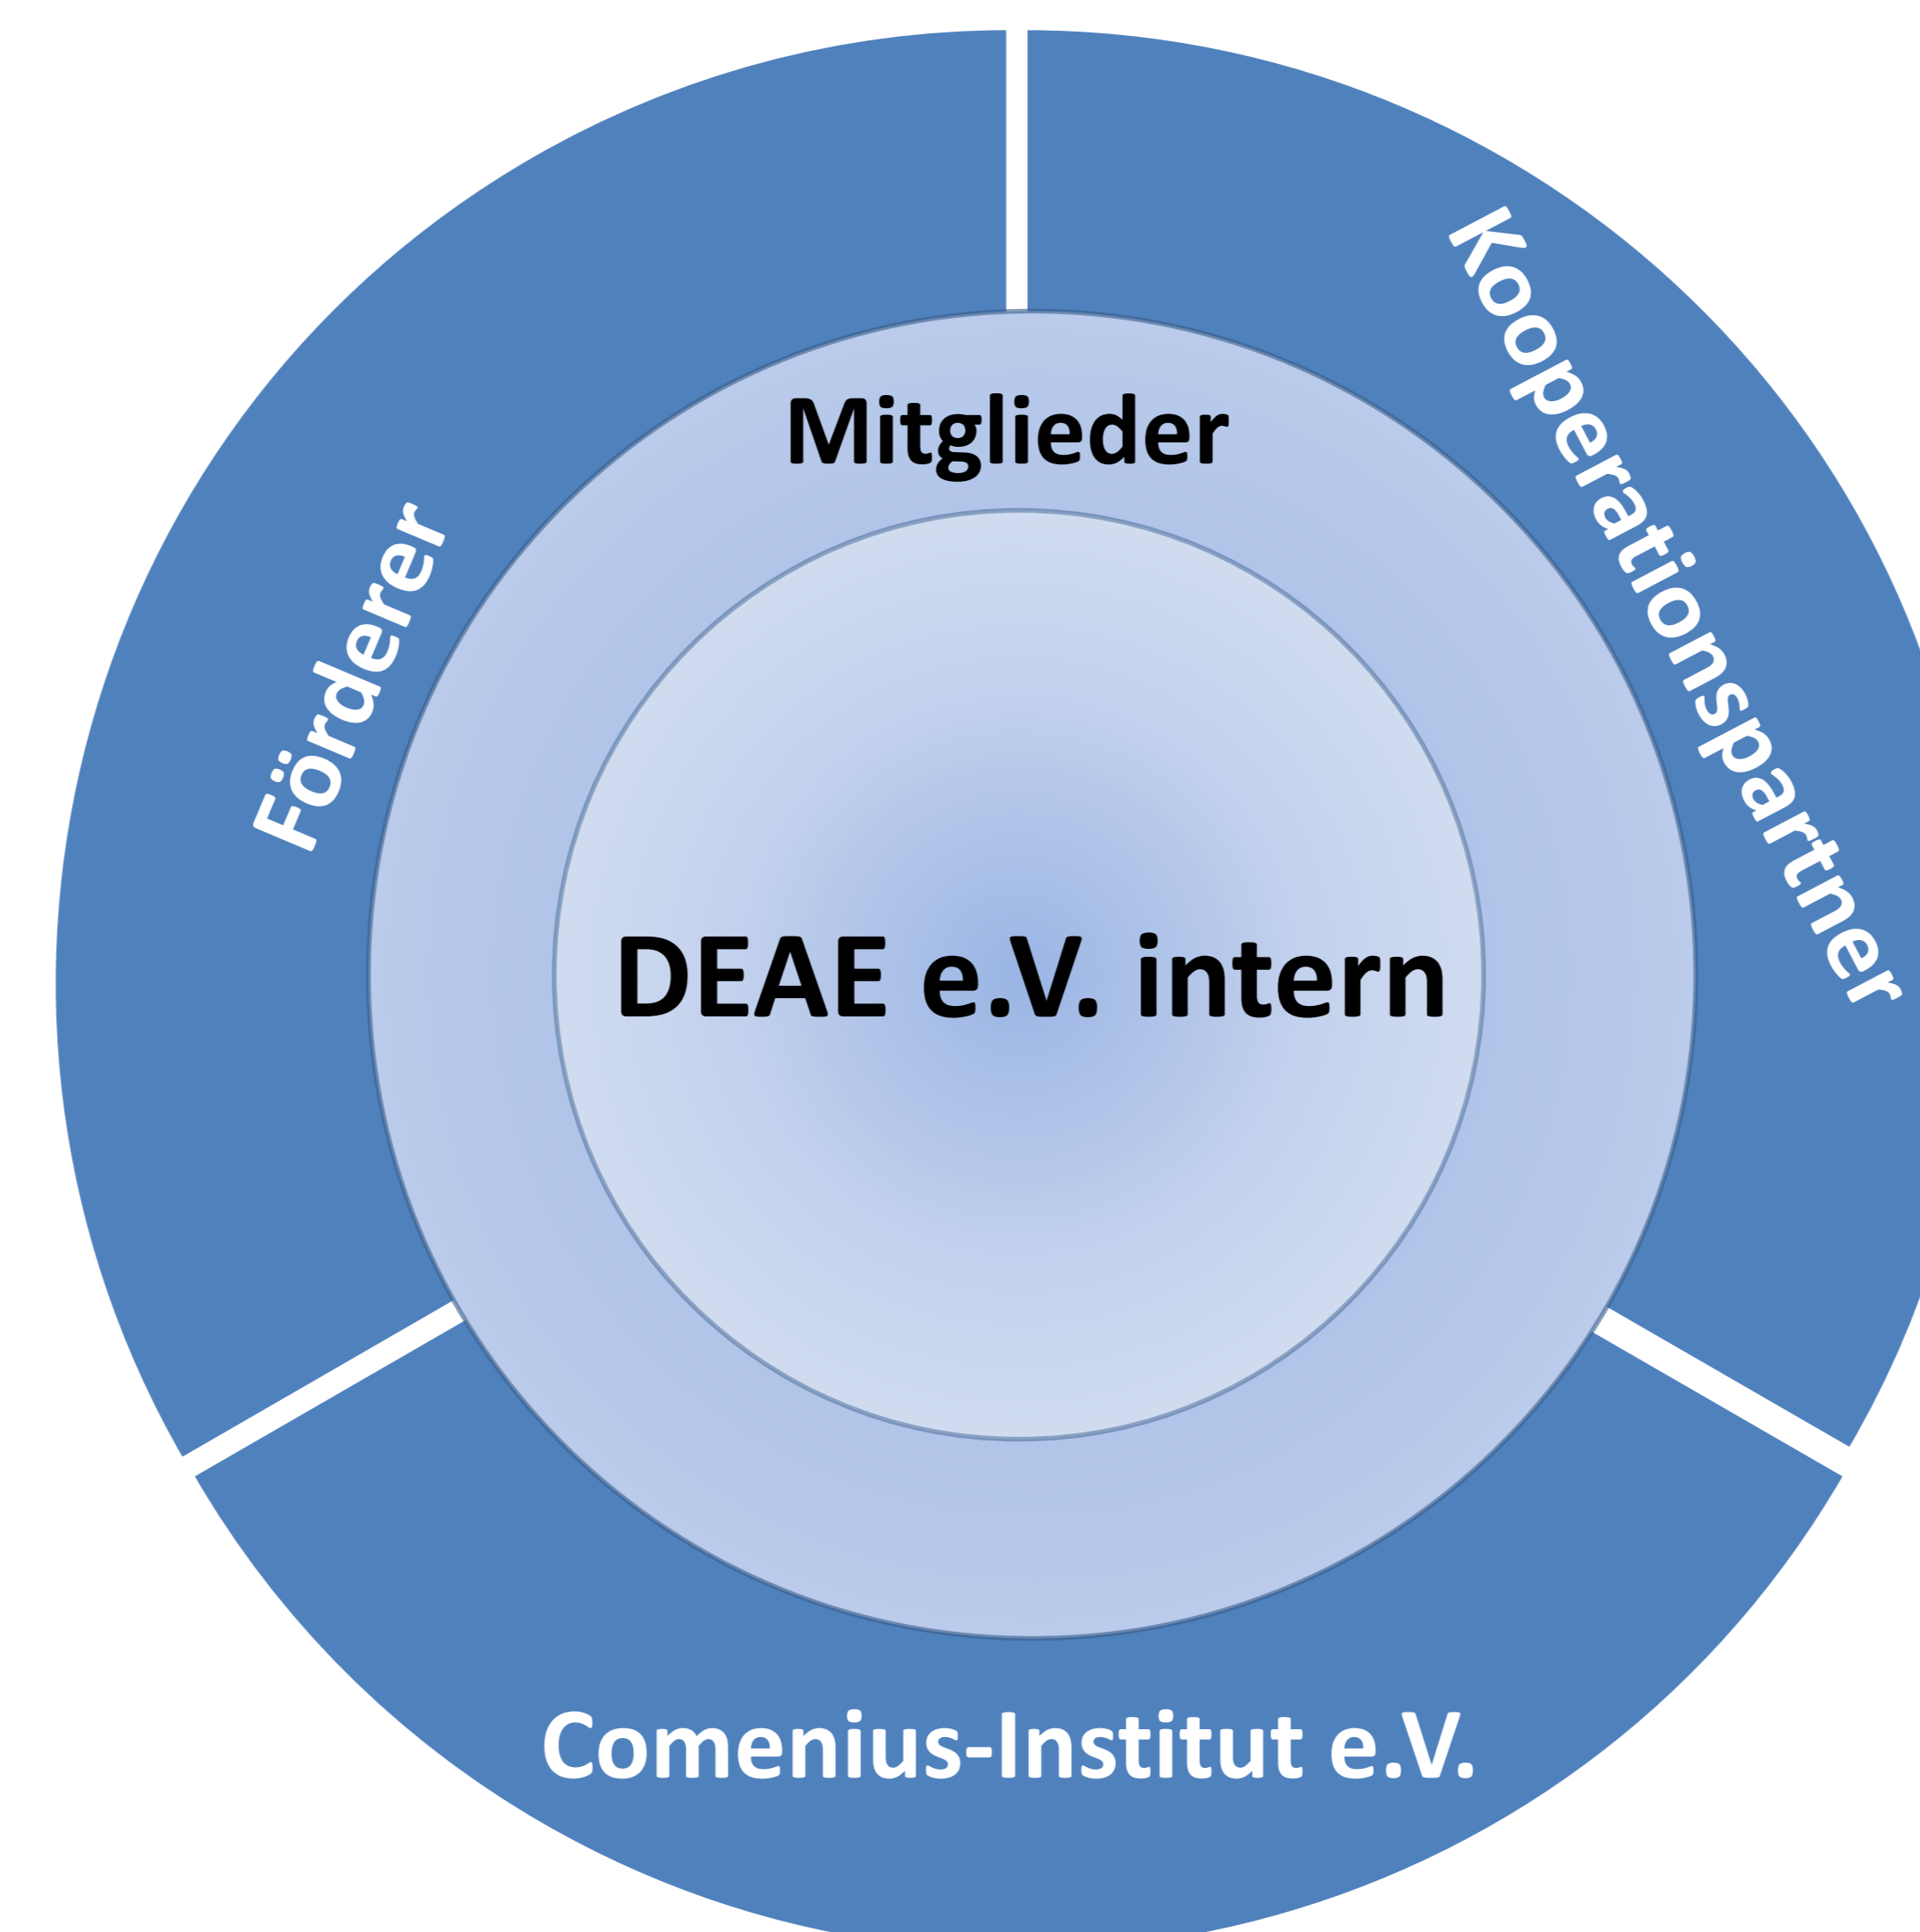 Mitglieder
Förderer
Kooperationspartner
DEAE e.V. intern
Comenius-Institut e.V.